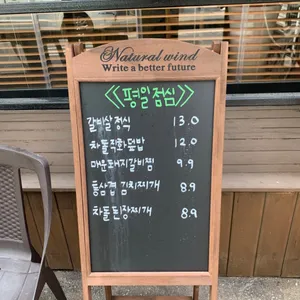 Natural wind
Write a better future
《평일점심》
갈비살정식 13.0
차돌직화덮밥 12.0
매운돼지갈비찜 9.9
통삼겹 김치찌개 8.9
차돌된장찌개 8.9